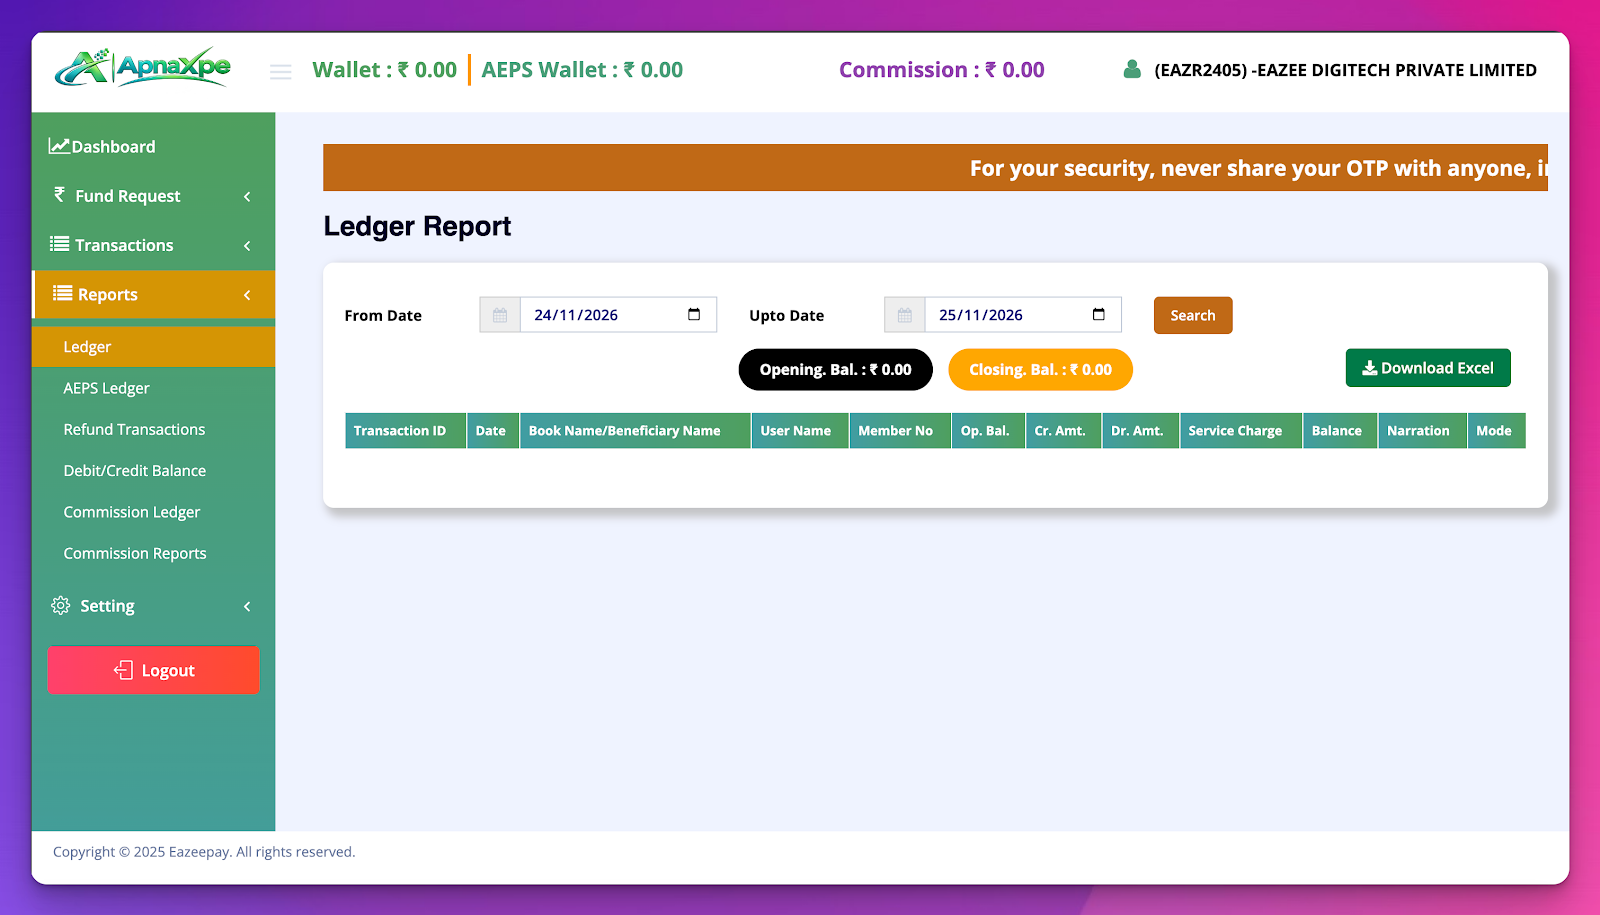 ApnaXpe
Wallet : ₹ 0.00
AEPS Wallet : ₹ 0.00
Commission : ₹ 0.00
(EAZR2405) -EAZEE DIGITECH PRIVATE LIMITED
Dashboard
₹ Fund Request
Transactions
Reports
Ledger
AEPS Ledger
Refund Transactions
Debit/Credit Balance
Commission Ledger
Commission Reports
Setting
Logout
For your security, never share your OTP with anyone,
Ledger Report
From Date 24/11/2026 Upto Date 25/11/2026 Search
Opening. Bal. : ₹ 0.00 Closing. Bal. : ₹ 0.00 Download Excel
Transaction ID Date Book Name/Beneficiary Name User Name Member No Op. Bal. Cr. Amt. Dr. Amt. Service Charge Balance Narration Mode
Copyright © 2025 Eazeepay. All rights reserved.